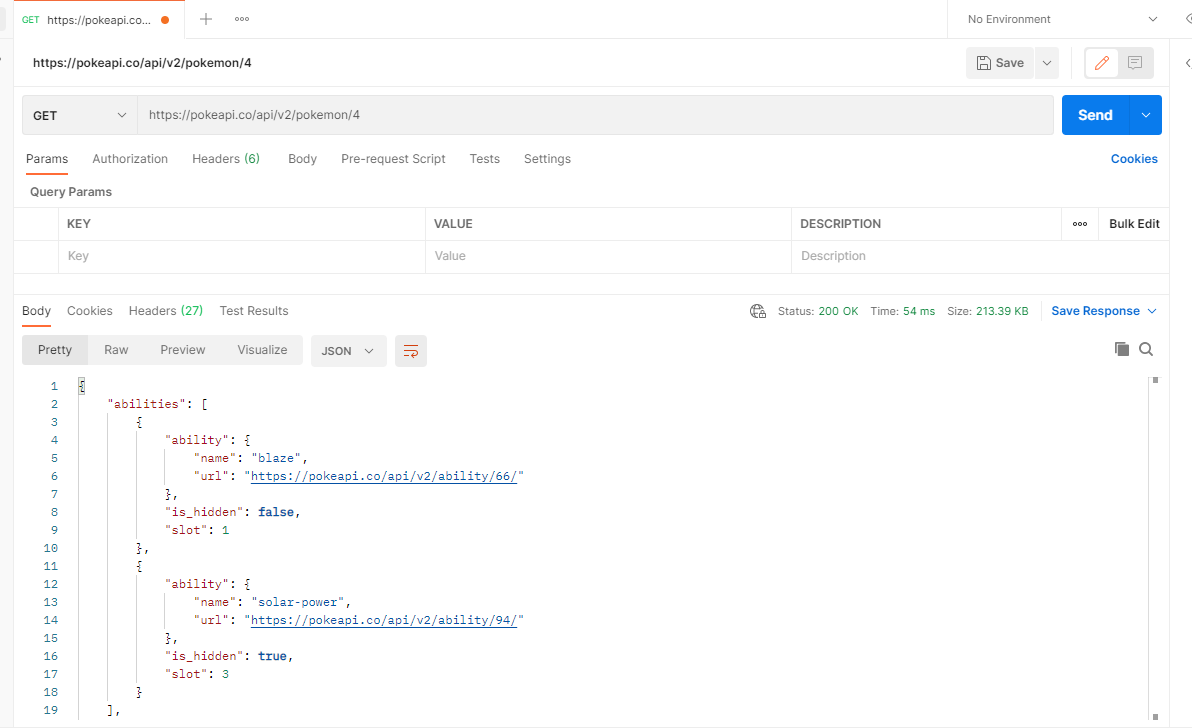 GET https://pokeapi.co... No Environment
https://pokeapi.co/api/v2/pokemon/4 Save
GET https://pokeapi.co/api/v2/pokemon/4 Send
Params Authorization Headers (6) Body Pre-request Script Tests Settings Cookies
Query Params
KEY VALUE DESCRIPTION Bulk Edit
Key Value Description
Body Cookies Headers (27) Test Results Status: 200 OK Time: 54 ms Size: 213.39 KB Save Response
Pretty Raw Preview Visualize JSON
1 {
2 "abilities": [
3 {
4 "ability": {
5 "name": "blaze",
6 "url": "https://pokeapi.co/api/v2/ability/66/"
7 },
8 "is_hidden": false,
9 "slot": 1
10 },
11 {
12 "ability": {
13 "name": "solar-power",
14 "url": "https://pokeapi.co/api/v2/ability/94/"
15 },
16 "is_hidden": true,
17 "slot": 3
18 }
19 ],